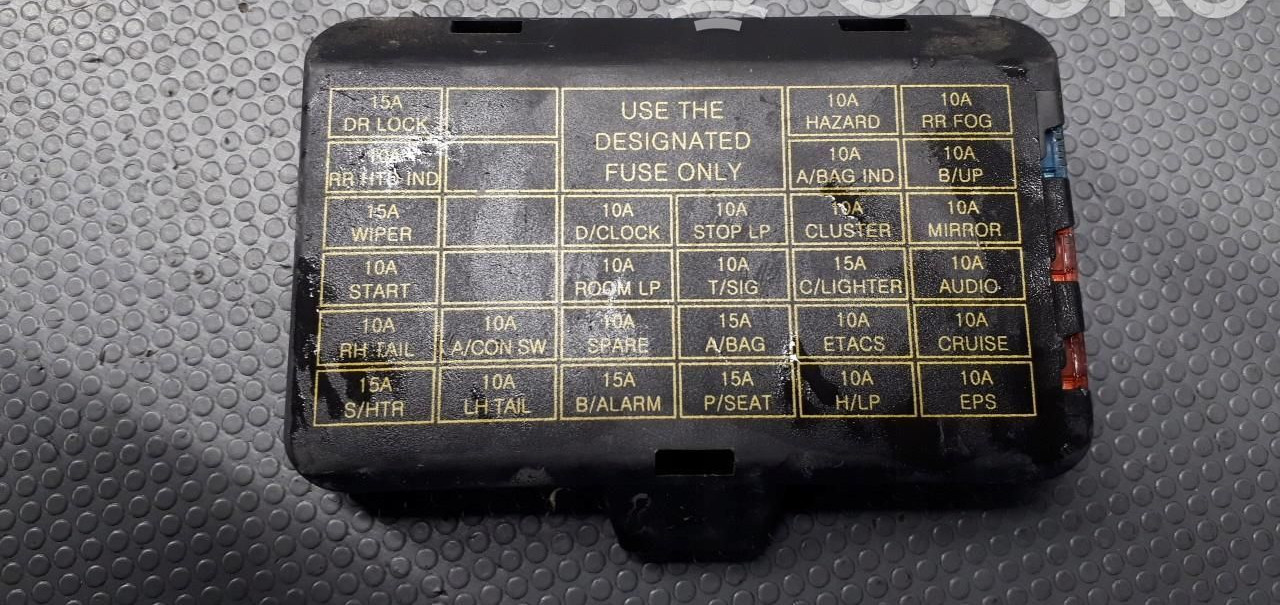 15A
DR LOCK
USE THE
DESIGNATED
FUSE ONLY
10A
HAZARD
10A
RR FOG
10A
RR HTD IND
10A
A/BAG IND
10A
B/UP
15A
WIPER
10A
D/CLOCK
10A
STOP LP
10A
CLUSTER
10A
MIRROR
10A
START
10A
ROOM LP
10A
T/SIG
15A
C/LIGHTER
10A
AUDIO
10A
RH TAIL
10A
A/CON SW
10A
SPARE
15A
A/BAG
10A
ETACS
10A
CRUISE
15A
S/HTR
10A
LH TAIL
15A
B/ALARM
15A
P/SEAT
10A
H/LP
10A
EPS